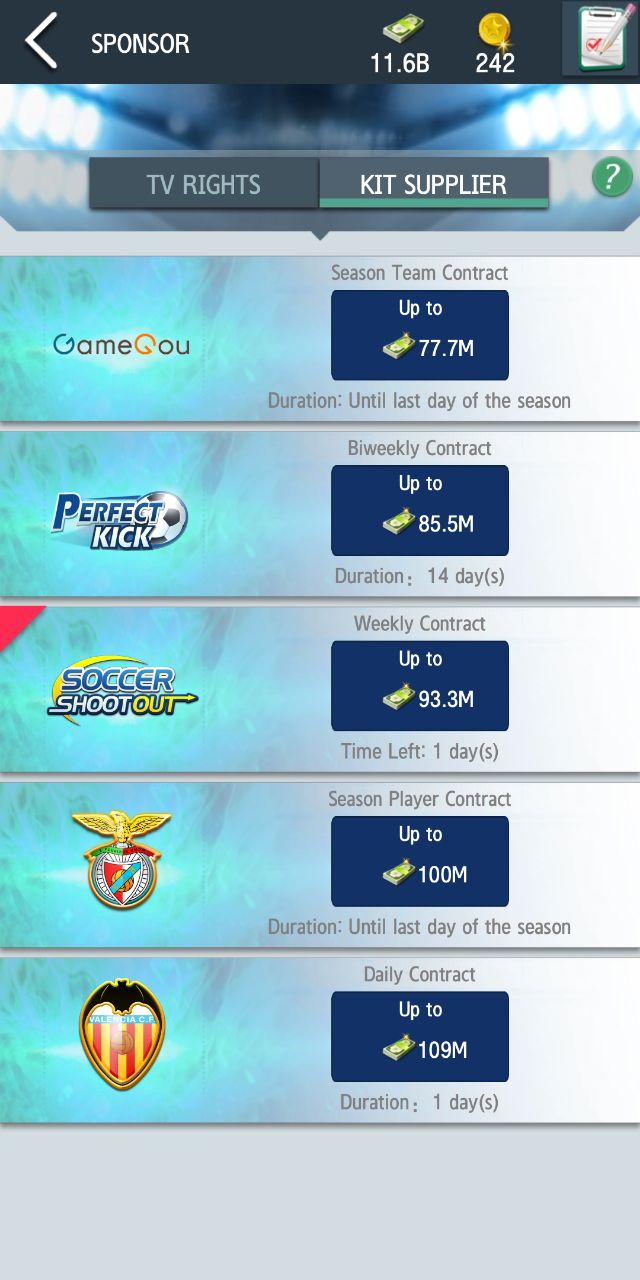 SPONSOR
11.6B
242
TV RIGHTS
KIT SUPPLIER
?
Season Team Contract
Up to
77.7M
GameQou
Duration: Until last day of the season
Biweekly Contract
Up to
85.5M
PERFECT
KICK
Duration: 14 day(s)
Weekly Contract
Up to
93.3M
SOCCER
SHOOTOUT
Time Left: 1 day(s)
Season Player Contract
Up to
100M
Duration: Until last day of the season
Daily Contract
Up to
109M
VALENCIA C.F.
Duration: 1 day(s)